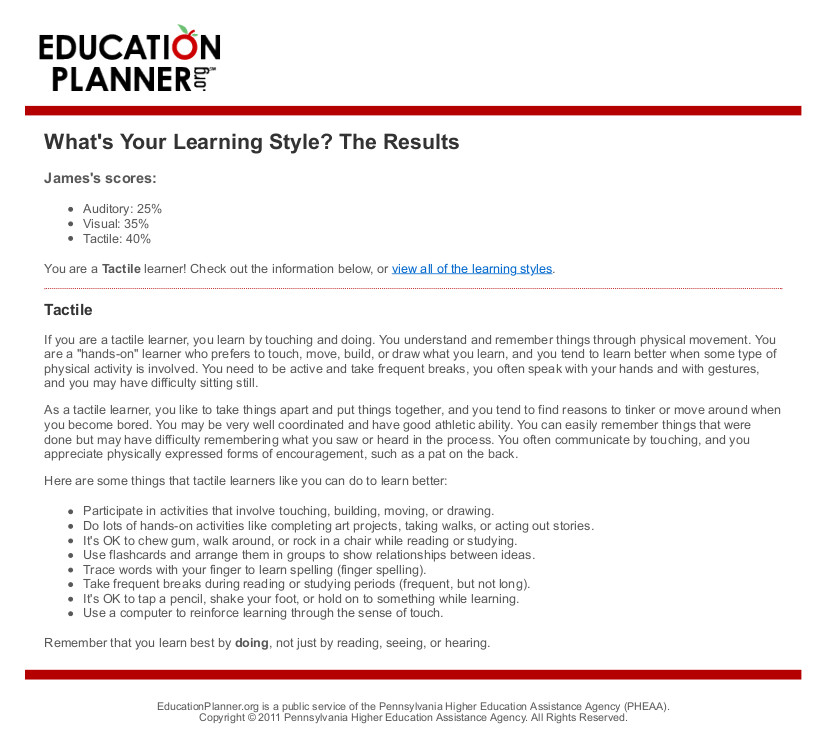 EDUCATION
PLANNER.org™
What's Your Learning Style? The Results
James's scores:
• Auditory: 25%
• Visual: 35%
• Tactile: 40%
You are a Tactile learner! Check out the information below, or view all of the learning styles.
Tactile
If you are a tactile learner, you learn by touching and doing. You understand and remember things through physical movement. You
are a "hands-on" learner who prefers to touch, move, build, or draw what you learn, and you tend to learn better when some type of
physical activity is involved. You need to be active and take frequent breaks, you often speak with your hands and with gestures,
and you may have difficulty sitting still.
As a tactile learner, you like to take things apart and put things together, and you tend to find reasons to tinker or move around when
you become bored. You may be very well coordinated and have good athletic ability. You can easily remember things that were
done but may have difficulty remembering what you saw or heard in the process. You often communicate by touching, and you
appreciate physically expressed forms of encouragement, such as a pat on the back.
Here are some things that tactile learners like you can do to learn better:
• Participate in activities that involve touching, building, moving, or drawing.
• Do lots of hands-on activities like completing art projects, taking walks, or acting out stories.
• It's OK to chew gum, walk around, or rock in a chair while reading or studying.
• Use flashcards and arrange them in groups to show relationships between ideas.
• Trace words with your finger to learn spelling (finger spelling).
• Take frequent breaks during reading or studying periods (frequent, but not long).
• It's OK to tap a pencil, shake your foot, or hold on to something while learning.
• Use a computer to reinforce learning through the sense of touch.
Remember that you learn best by doing, not just by reading, seeing, or hearing.
EducationPlanner.org is a public service of the Pennsylvania Higher Education Assistance Agency (PHEAA).
Copyright © 2011 Pennsylvania Higher Education Assistance Agency. All Rights Reserved.